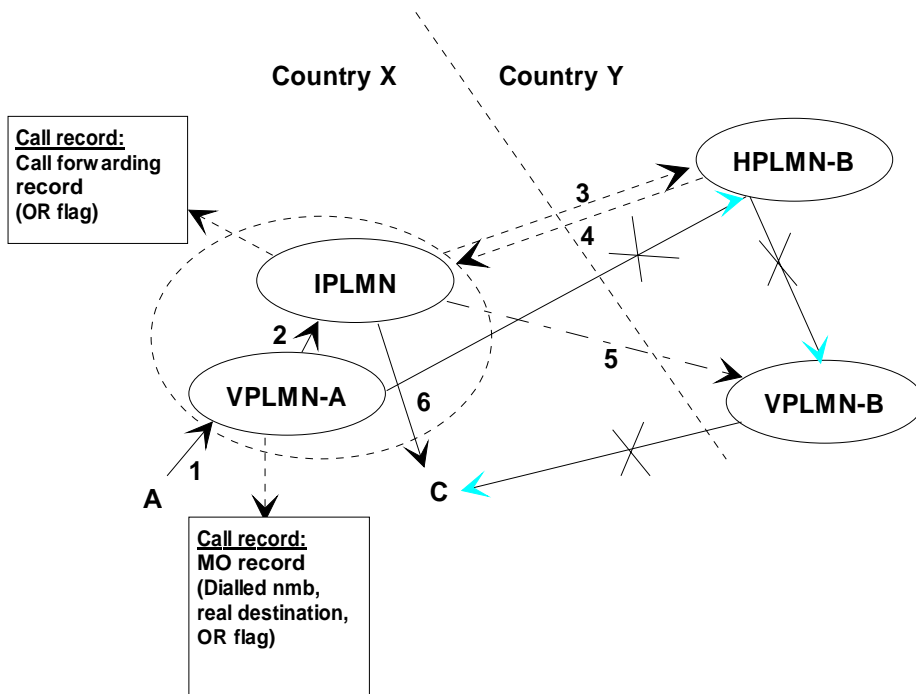 Country X
Country Y
Call record:
Call forwarding
record
(OR flag)
HPLMN-B
3
4
IPLMN
2
5
VPLMN-A
6
VPLMN-B
1
A
C
Call record:
MO record
(Dialled nmb,
real destination,
OR flag)